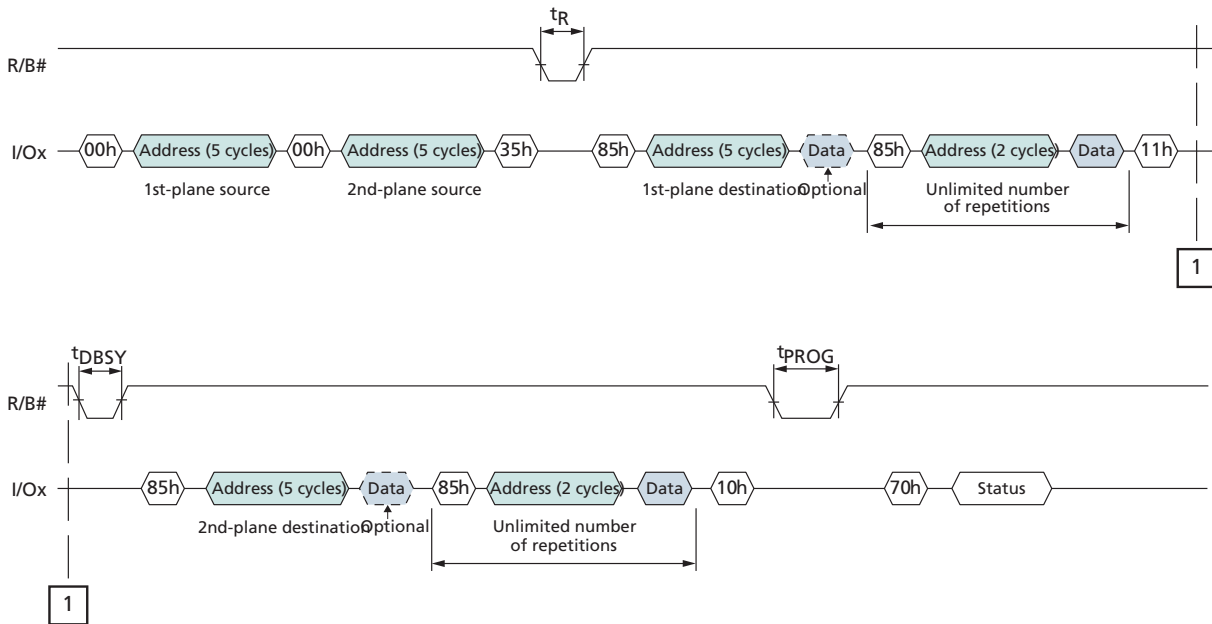 tR
R/B#
I/Ox 00h Address (5 cycles) 00h Address (5 cycles) 35h 85h Address (5 cycles) Data 85h Address (2 cycles) Data 11h
1st-plane source 2nd-plane source 1st-plane destination Optional Unlimited number
of repetitions
1
tDBSY tPROG
R/B#
I/Ox 85h Address (5 cycles) Data 85h Address (2 cycles) Data 10h 70h Status
2nd-plane destination Optional Unlimited number
of repetitions
1